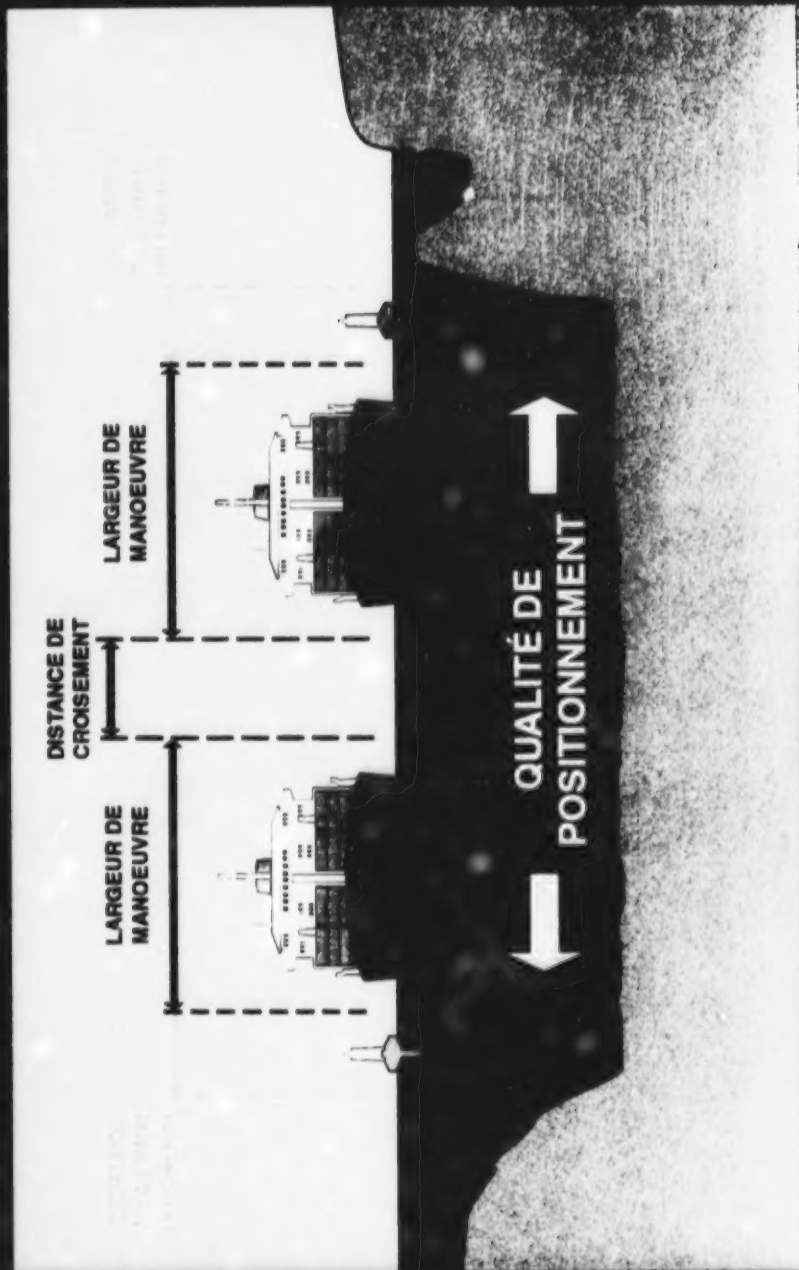 DISTANCE DE
CROISEMENT
LARGEUR DE
MANOEUVRE
LARGEUR DE
MANOEUVRE
QUALITÉ DE
POSITIONNEMENT